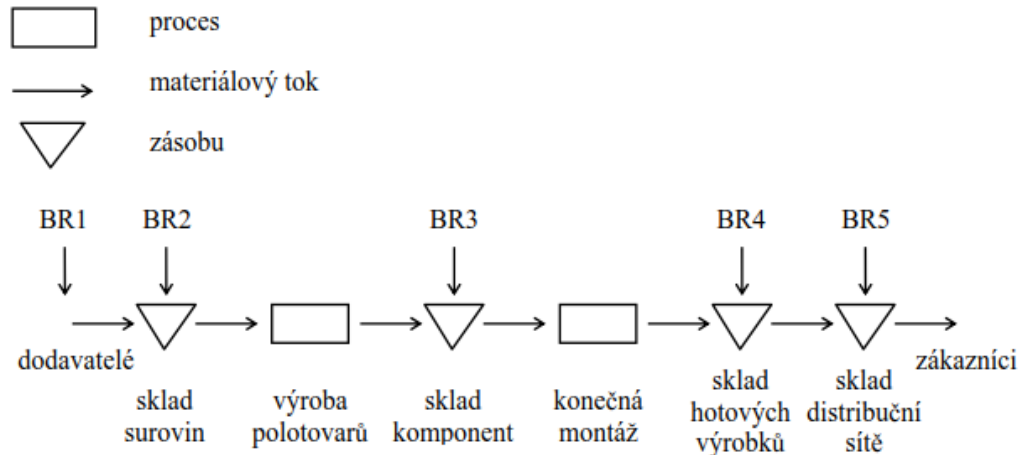 proces
materiálový tok
zásobu
BR1 BR2 BR3 BR4 BR5
dodavatelé
zákazníci
sklad
surovin
výroba
polotovarů
sklad
komponent
konečná
montáž
sklad
hotových
výrobků
sklad
distribuční
sítě